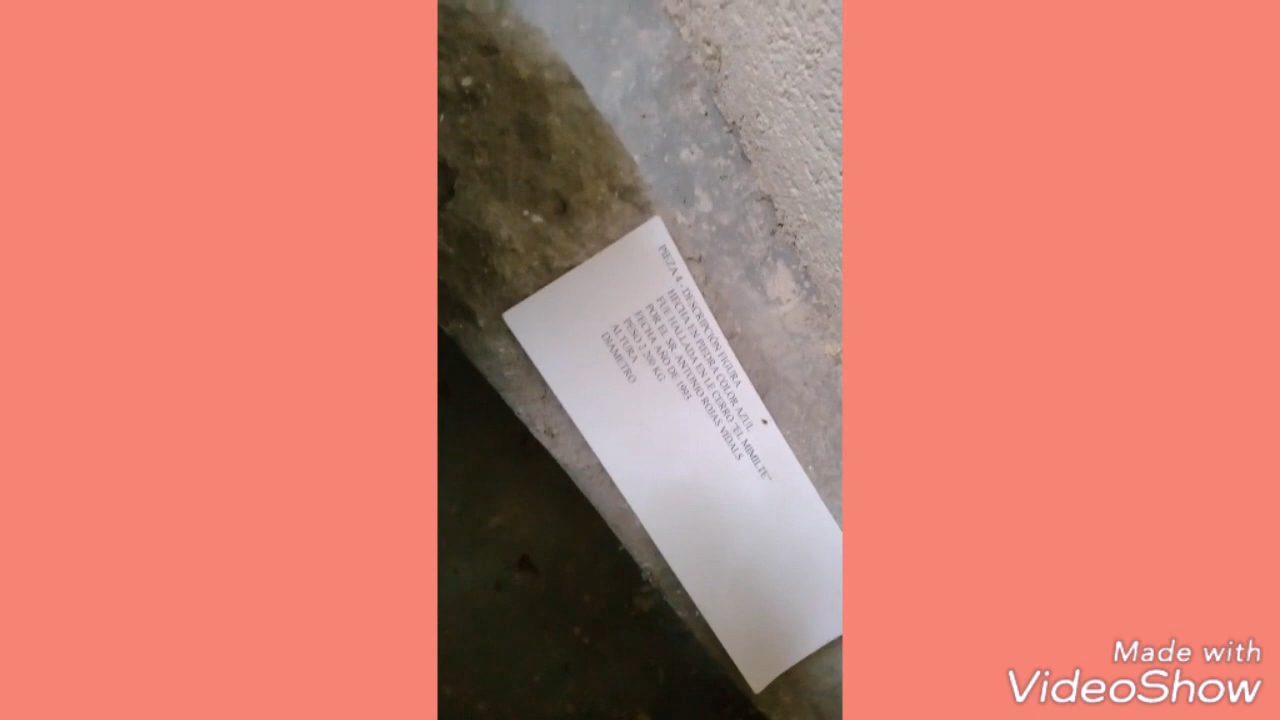 PIEZA 4 - DESCRIPCION FIGURA
HECHA EN PIEDRA COLOR AZUL
FUE HALLADA EN LE CERRO "EL MIMILTE"
POR EL SR. ANTONIO ROJAS VIDALS
FECHA AÑO DE 1993
PESO 2.200 KG
ALTURA
DIAMETRO
Made with
VideoShow